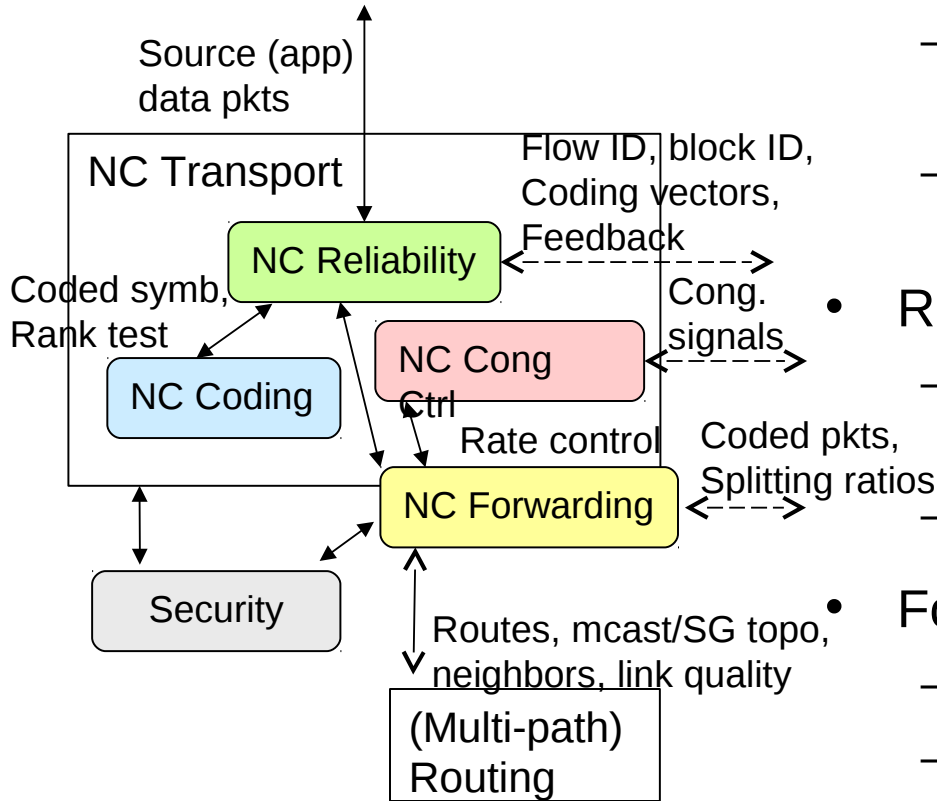 Source (app)
data pkts
NC Transport
Flow ID, block ID,
Coding vectors,
Feedback
NC Reliability
Coded symb,
Rank test
Cong.
signals
• R
NC Cong
Ctrl
NC Coding
Rate control
Coded pkts,
Splitting ratios
NC Forwarding
Security
• Fe
Routes, mcast/SG topo,
neighbors, link quality
(Multi-path)
Routing